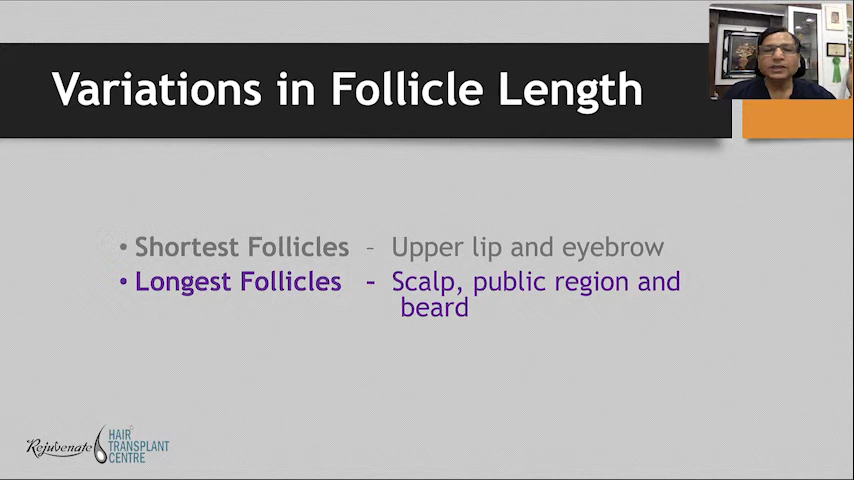 Variations in Follicle Length
• Shortest Follicles - Upper lip and eyebrow
• Longest Follicles - Scalp, public region and
beard
Rejuvenate HAIR
TRANSPLANT
CENTRE